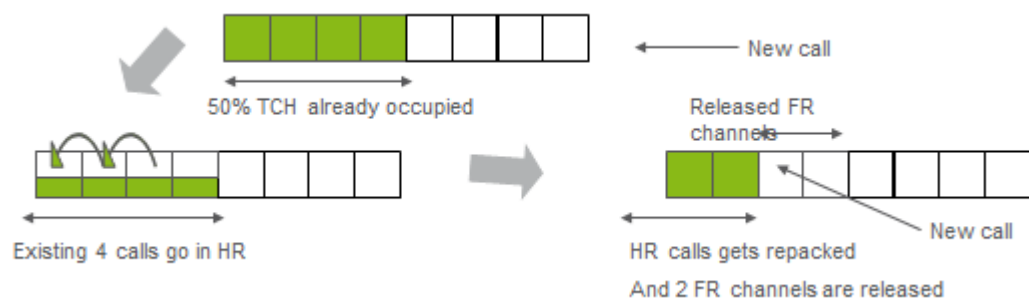 New call
50% TCH already occupied
Released FR
channels
Existing 4 calls go in HR
New call
HR calls gets repacked
And 2 FR channels are released